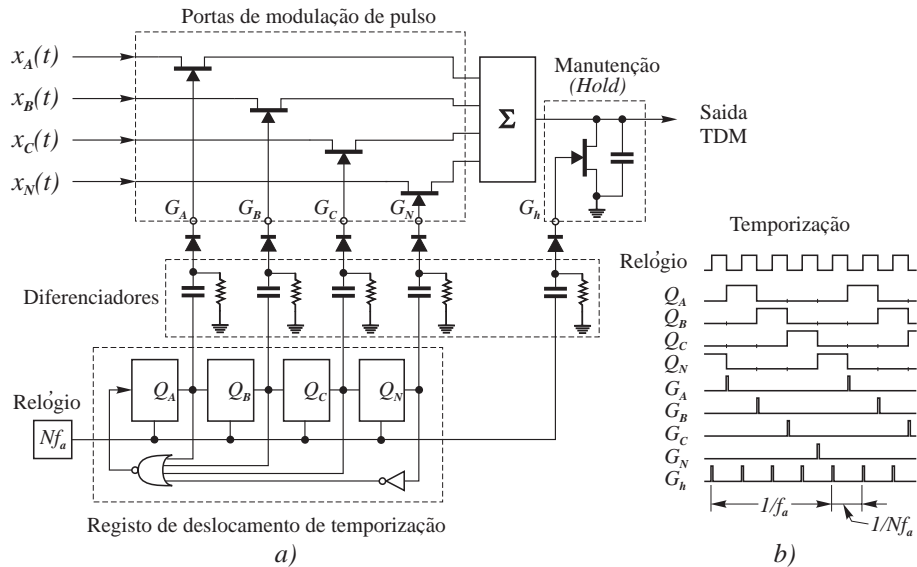 Portas de modulação de pulso
x_A(t)
x_B(t)
x_C(t)
x_N(t)
Σ
Manutenção
(Hold)
Saida
TDM
G_A
G_B
G_C
G_N
G_h
Diferenciadores
Q_A
Q_B
Q_C
Q_N
Relógio
Nf_a
Registo de deslocamento de temporização
a)
Temporização
Relógio
Q_A
Q_B
Q_C
Q_N
G_A
G_B
G_C
G_N
G_h
1/f_a
1/Nf_a
b)